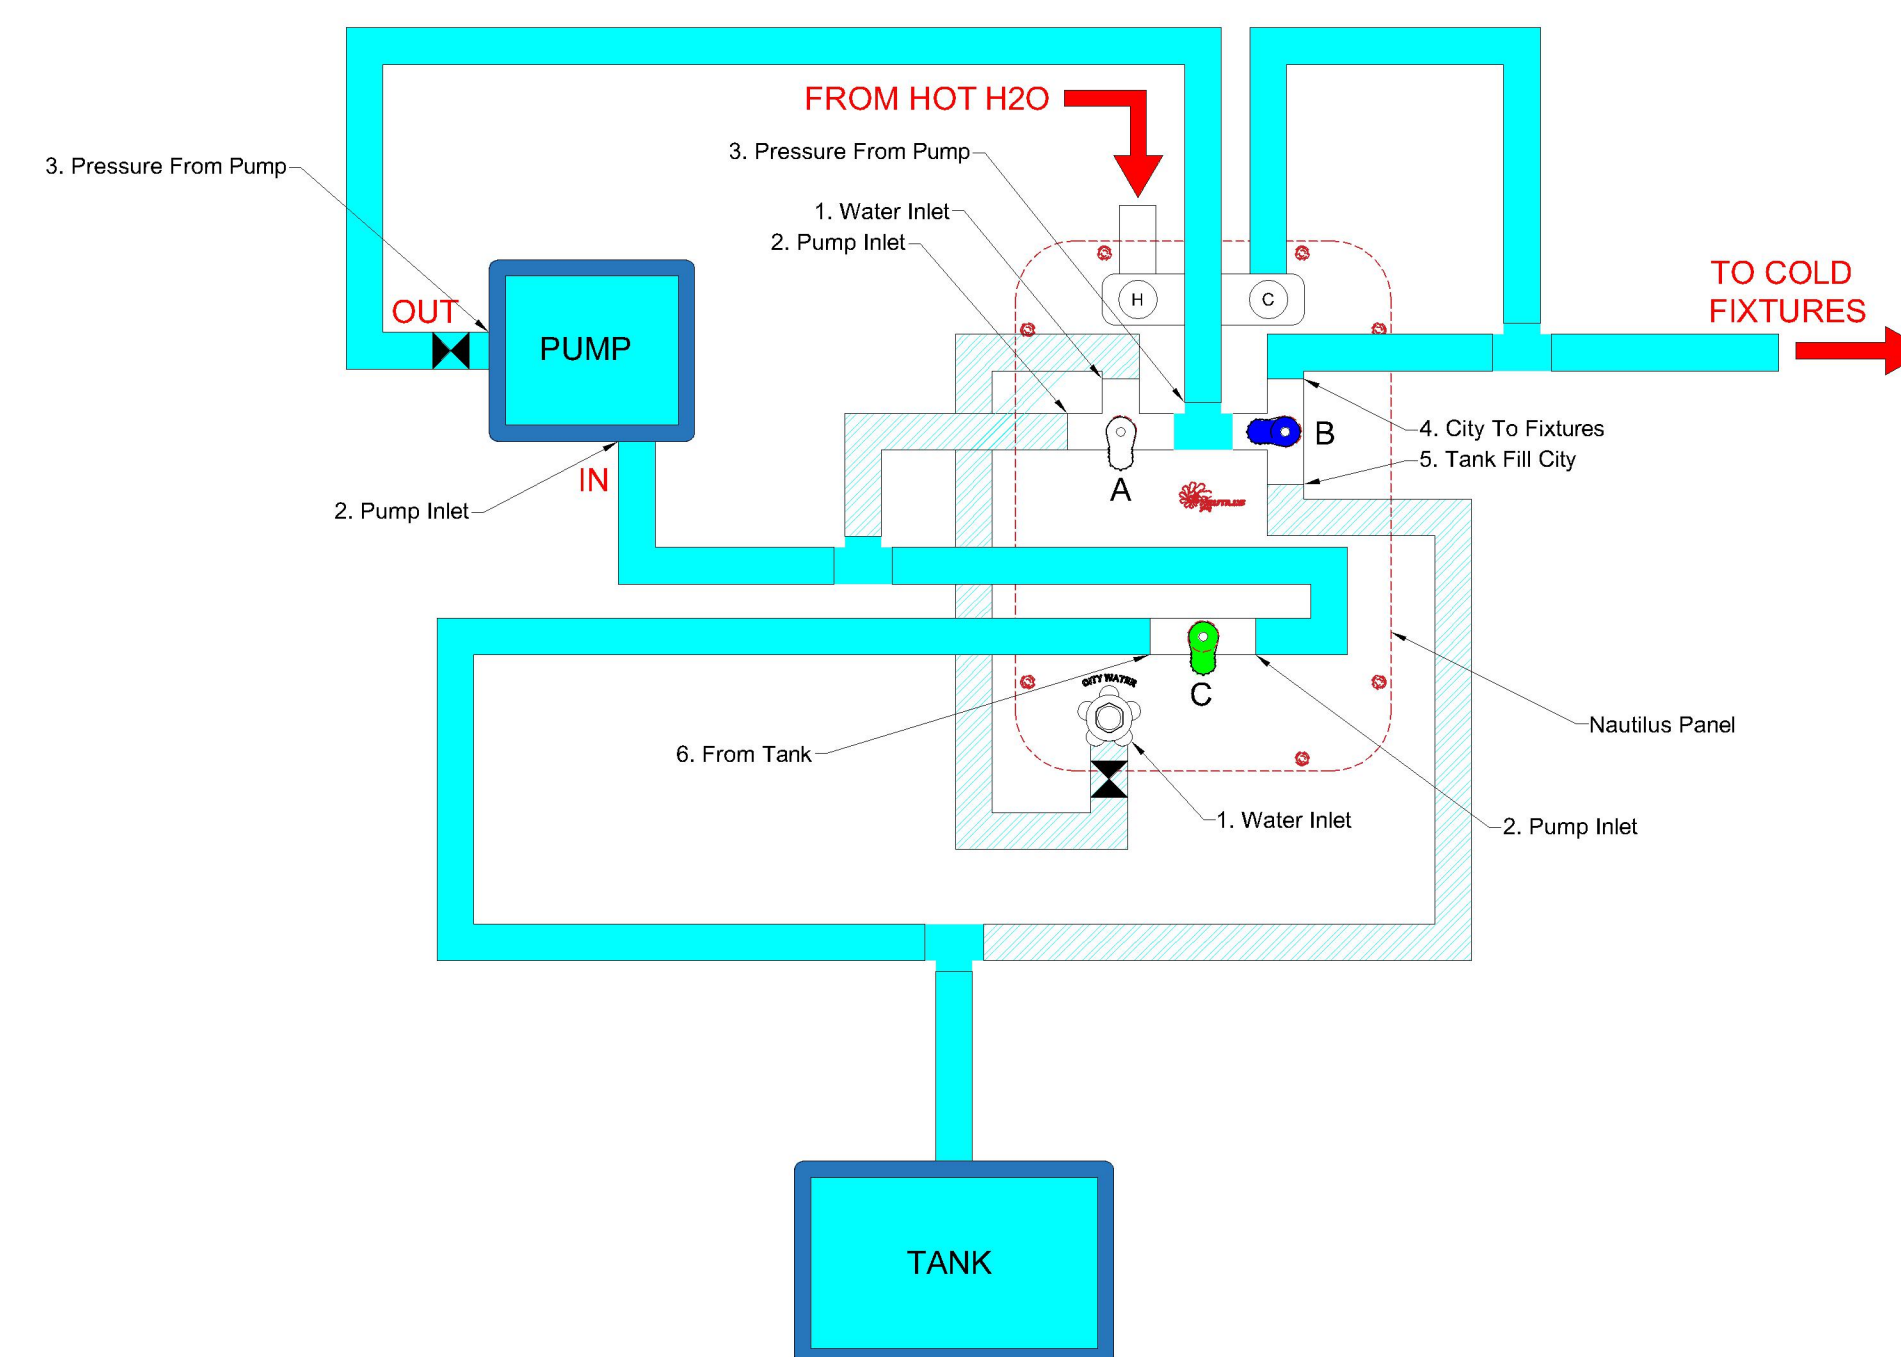 FROM HOT H2O
3. Pressure From Pump
3. Pressure From Pump
1. Water Inlet
2. Pump Inlet
TO COLD
FIXTURES
OUT
H
C
PUMP
B
4. City To Fixtures
5. Tank Fill City
IN
A
NAUTILUS
2. Pump Inlet
CITY WATER
C
Nautilus Panel
6. From Tank
1. Water Inlet
2. Pump Inlet
TANK